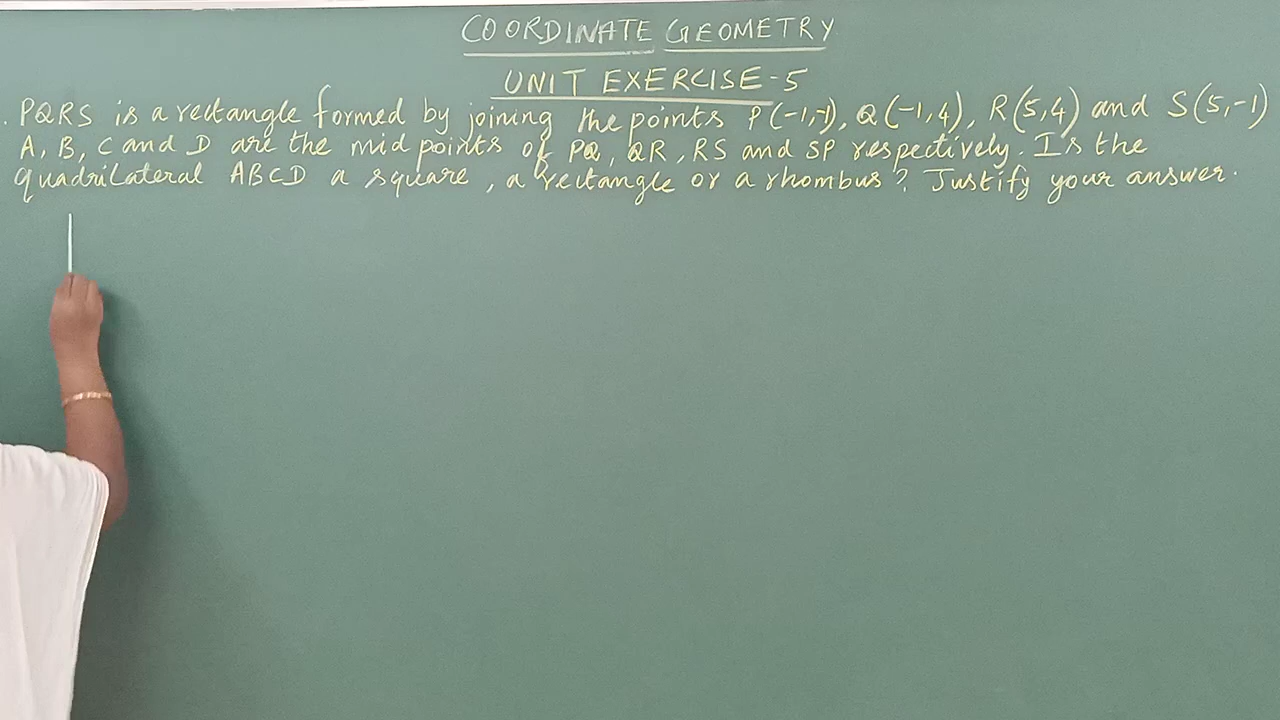 COORDINATE GEOMETRY
UNIT EXERCISE-5
. PQRS is a rectangle formed by joining the points P(-1,-1), Q(-1,4), R(5,4) and S(5,-1)
A, B, C and D are the mid points of PQ, QR, RS and SP respectively. Is the
quadrilateral ABCD a square, a rectangle or a rhombus? Justify your answer.